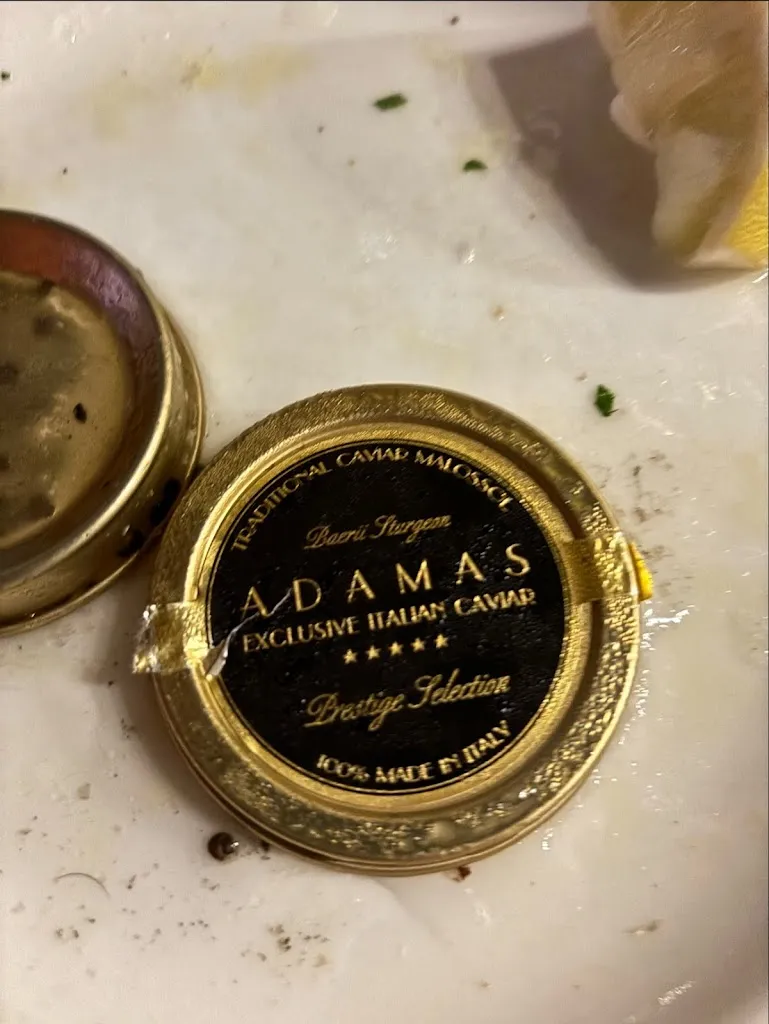 TRADITIONAL CAVIAR MALOSSOL
Baerii Sturgeon
ADAMAS
EXCLUSIVE ITALIAN CAVIAR
★★★★★
Prestige Selection
100% MADE IN ITALY